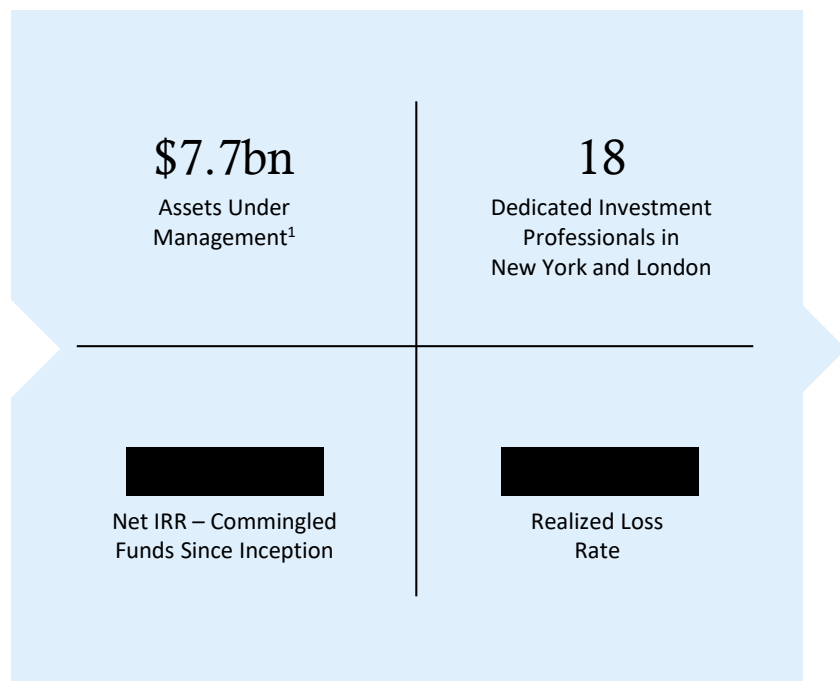 $7.7bn
Assets Under
Management¹
18
Dedicated Investment
Professionals in
New York and London
Net IRR – Commingled
Funds Since Inception
Realized Loss
Rate